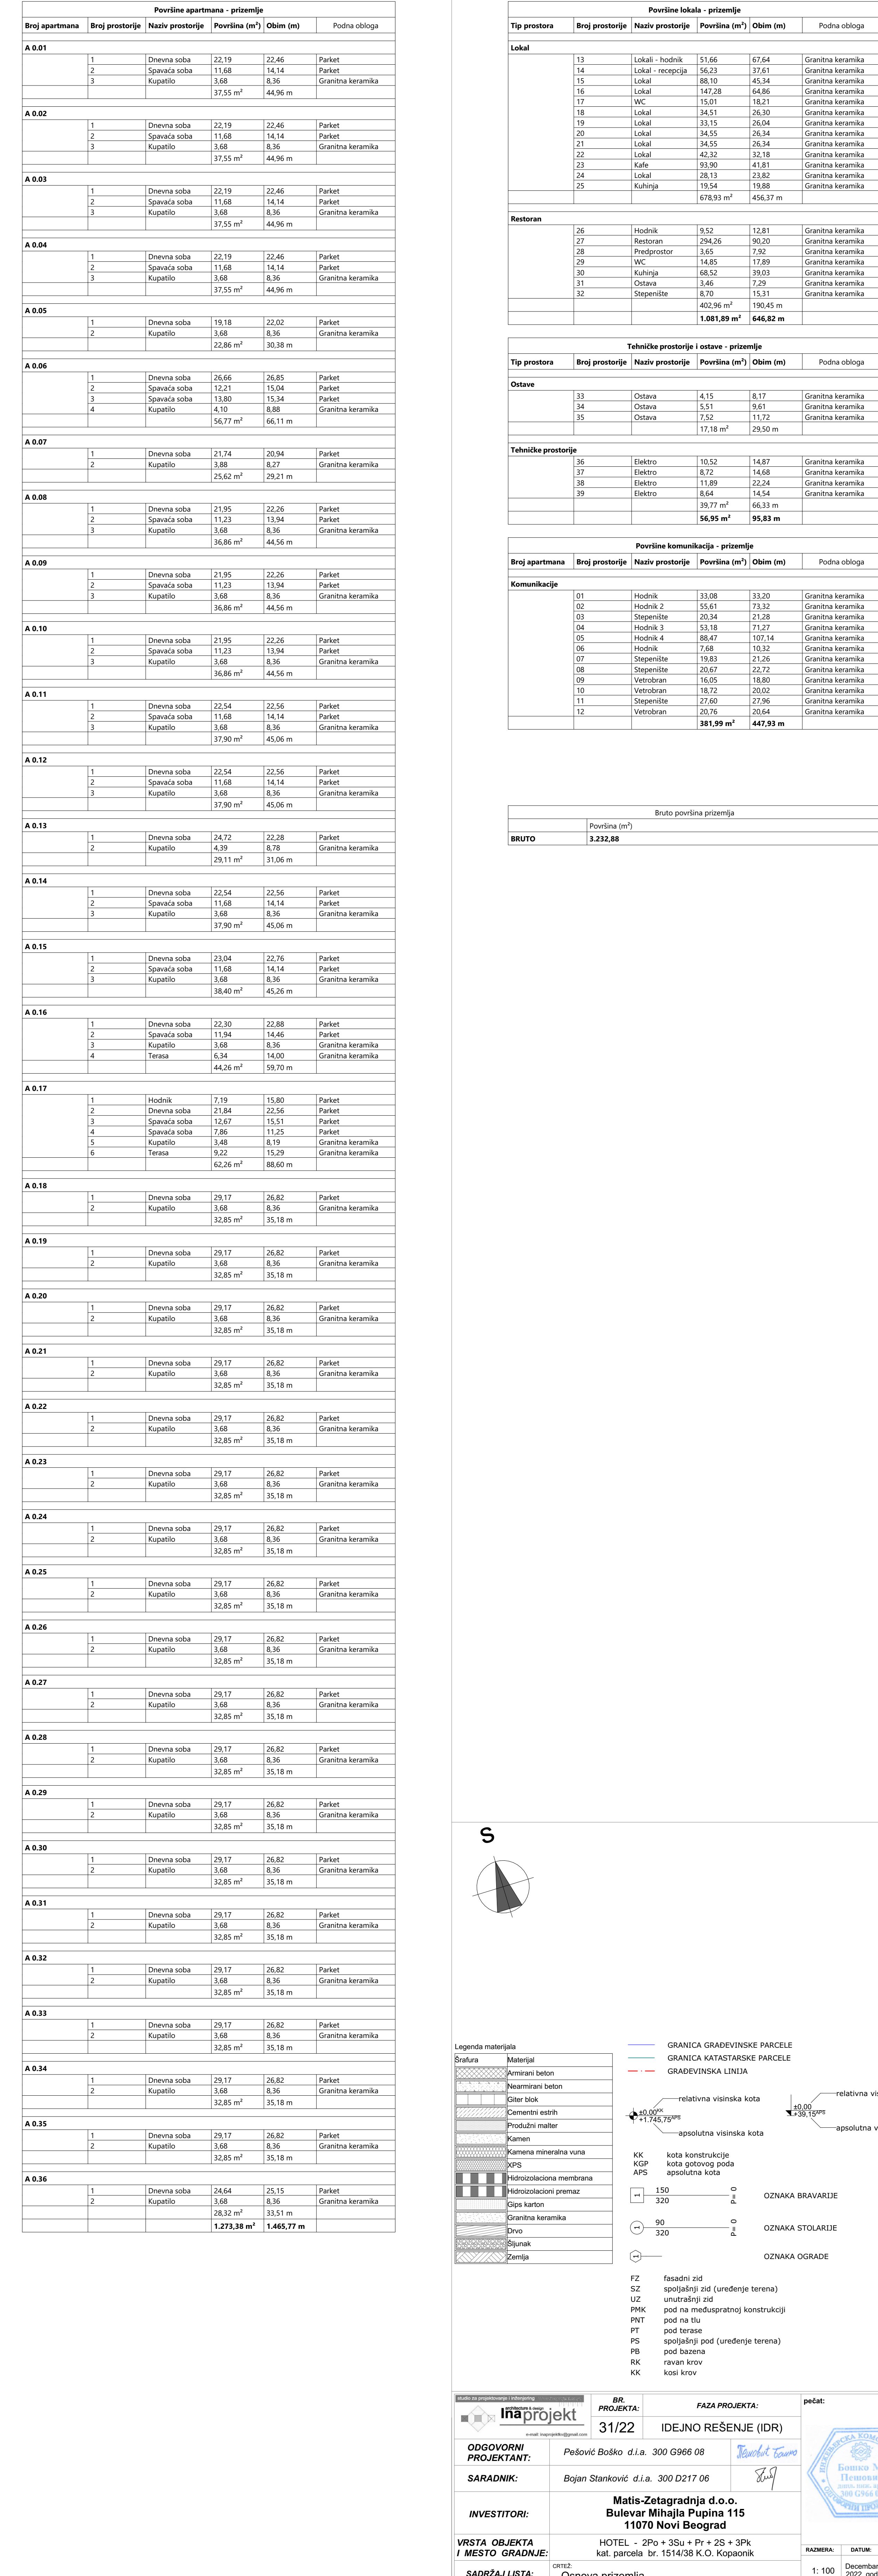 Površine apartmana - prizemlje
Broj apartmana Broj prostorije Naziv prostorije Površina (m²) Obim (m) Podna obloga
A 0.01
1 Dnevna soba 22,19 22,46 Parket
2 Spavaća soba 11,68 14,14 Parket
3 Kupatilo 3,68 8,36 Granitna keramika
37,55 m² 44,96 m
A 0.02
1 Dnevna soba 22,19 22,46 Parket
2 Spavaća soba 11,68 14,14 Parket
3 Kupatilo 3,68 8,36 Granitna keramika
37,55 m² 44,96 m
A 0.03
1 Dnevna soba 22,19 22,46 Parket
2 Spavaća soba 11,68 14,14 Parket
3 Kupatilo 3,68 8,36 Granitna keramika
37,55 m² 44,96 m
A 0.04
1 Dnevna soba 22,19 22,46 Parket
2 Spavaća soba 11,68 14,14 Parket
3 Kupatilo 3,68 8,36 Granitna keramika
37,55 m² 44,96 m
A 0.05
1 Dnevna soba 19,18 22,02 Parket
2 Kupatilo 3,68 8,36 Granitna keramika
22,86 m² 30,38 m
A 0.06
1 Dnevna soba 26,66 26,85 Parket
2 Spavaća soba 12,21 15,04 Parket
3 Spavaća soba 13,80 15,34 Parket
4 Kupatilo 4,10 8,88 Granitna keramika
56,77 m² 66,11 m
A 0.07
1 Dnevna soba 21,74 20,94 Parket
2 Kupatilo 3,88 8,27 Granitna keramika
25,62 m² 29,21 m
A 0.08
1 Dnevna soba 21,95 22,26 Parket
2 Spavaća soba 11,23 13,94 Parket
3 Kupatilo 3,68 8,36 Granitna keramika
36,86 m² 44,56 m
A 0.09
1 Dnevna soba 21,95 22,26 Parket
2 Spavaća soba 11,23 13,94 Parket
3 Kupatilo 3,68 8,36 Granitna keramika
36,86 m² 44,56 m
A 0.10
1 Dnevna soba 21,95 22,26 Parket
2 Spavaća soba 11,23 13,94 Parket
3 Kupatilo 3,68 8,36 Granitna keramika
36,86 m² 44,56 m
A 0.11
1 Dnevna soba 22,54 22,56 Parket
2 Spavaća soba 11,68 14,14 Parket
3 Kupatilo 3,68 8,36 Granitna keramika
37,90 m² 45,06 m
A 0.12
1 Dnevna soba 22,54 22,56 Parket
2 Spavaća soba 11,68 14,14 Parket
3 Kupatilo 3,68 8,36 Granitna keramika
37,90 m² 45,06 m
A 0.13
1 Dnevna soba 24,72 22,28 Parket
2 Kupatilo 4,39 8,78 Granitna keramika
29,11 m² 31,06 m
A 0.14
1 Dnevna soba 22,54 22,56 Parket
2 Spavaća soba 11,68 14,14 Parket
3 Kupatilo 3,68 8,36 Granitna keramika
37,90 m² 45,06 m
A 0.15
1 Dnevna soba 23,04 22,76 Parket
2 Spavaća soba 11,68 14,14 Parket
3 Kupatilo 3,68 8,36 Granitna keramika
38,40 m² 45,26 m
A 0.16
1 Dnevna soba 22,30 22,88 Parket
2 Spavaća soba 11,94 14,46 Parket
3 Kupatilo 3,68 8,36 Granitna keramika
4 Terasa 6,34 14,00 Granitna keramika
44,26 m² 59,70 m
A 0.17
1 Hodnik 7,19 15,80 Parket
2 Dnevna soba 21,84 22,56 Parket
3 Spavaća soba 12,67 15,51 Parket
4 Spavaća soba 7,86 11,25 Parket
5 Kupatilo 3,48 8,19 Granitna keramika
6 Terasa 9,22 15,29 Granitna keramika
62,26 m² 88,60 m
A 0.18
1 Dnevna soba 29,17 26,82 Parket
2 Kupatilo 3,68 8,36 Granitna keramika
32,85 m² 35,18 m
A 0.19
1 Dnevna soba 29,17 26,82 Parket
2 Kupatilo 3,68 8,36 Granitna keramika
32,85 m² 35,18 m
A 0.20
1 Dnevna soba 29,17 26,82 Parket
2 Kupatilo 3,68 8,36 Granitna keramika
32,85 m² 35,18 m
A 0.21
1 Dnevna soba 29,17 26,82 Parket
2 Kupatilo 3,68 8,36 Granitna keramika
32,85 m² 35,18 m
A 0.22
1 Dnevna soba 29,17 26,82 Parket
2 Kupatilo 3,68 8,36 Granitna keramika
32,85 m² 35,18 m
A 0.23
1 Dnevna soba 29,17 26,82 Parket
2 Kupatilo 3,68 8,36 Granitna keramika
32,85 m² 35,18 m
A 0.24
1 Dnevna soba 29,17 26,82 Parket
2 Kupatilo 3,68 8,36 Granitna keramika
32,85 m² 35,18 m
A 0.25
1 Dnevna soba 29,17 26,82 Parket
2 Kupatilo 3,68 8,36 Granitna keramika
32,85 m² 35,18 m
A 0.26
1 Dnevna soba 29,17 26,82 Parket
2 Kupatilo 3,68 8,36 Granitna keramika
32,85 m² 35,18 m
A 0.27
1 Dnevna soba 29,17 26,82 Parket
2 Kupatilo 3,68 8,36 Granitna keramika
32,85 m² 35,18 m
A 0.28
1 Dnevna soba 29,17 26,82 Parket
2 Kupatilo 3,68 8,36 Granitna keramika
32,85 m² 35,18 m
A 0.29
1 Dnevna soba 29,17 26,82 Parket
2 Kupatilo 3,68 8,36 Granitna keramika
32,85 m² 35,18 m
A 0.30
1 Dnevna soba 29,17 26,82 Parket
2 Kupatilo 3,68 8,36 Granitna keramika
32,85 m² 35,18 m
A 0.31
1 Dnevna soba 29,17 26,82 Parket
2 Kupatilo 3,68 8,36 Granitna keramika
32,85 m² 35,18 m
A 0.32
1 Dnevna soba 29,17 26,82 Parket
2 Kupatilo 3,68 8,36 Granitna keramika
32,85 m² 35,18 m
A 0.33
1 Dnevna soba 29,17 26,82 Parket
2 Kupatilo 3,68 8,36 Granitna keramika
32,85 m² 35,18 m
A 0.34
1 Dnevna soba 29,17 26,82 Parket
2 Kupatilo 3,68 8,36 Granitna keramika
32,85 m² 35,18 m
A 0.35
1 Dnevna soba 29,17 26,82 Parket
2 Kupatilo 3,68 8,36 Granitna keramika
32,85 m² 35,18 m
A 0.36
1 Dnevna soba 24,64 25,15 Parket
2 Kupatilo 3,68 8,36 Granitna keramika
28,32 m² 33,51 m
1.273,38 m² 1.465,77 m
Površine lokala - prizemlje
Tip prostora Broj prostorije Naziv prostorije Površina (m²) Obim (m) Podna obloga
Lokal
13 Lokali - hodnik 51,66 67,64 Granitna keramika
14 Lokal - recepcija 56,23 37,61 Granitna keramika
15 Lokal 88,10 45,34 Granitna keramika
16 Lokal 147,28 64,86 Granitna keramika
17 WC 15,01 18,21 Granitna keramika
18 Lokal 34,51 26,30 Granitna keramika
19 Lokal 33,15 26,04 Granitna keramika
20 Lokal 34,55 26,34 Granitna keramika
21 Lokal 34,55 26,34 Granitna keramika
22 Lokal 42,32 32,18 Granitna keramika
23 Kafe 93,90 41,81 Granitna keramika
24 Lokal 28,13 23,82 Granitna keramika
25 Kuhinja 19,54 19,88 Granitna keramika
678,93 m² 456,37 m
Restoran
26 Hodnik 9,52 12,81 Granitna keramika
27 Restoran 294,26 90,20 Granitna keramika
28 Predprostor 3,65 7,92 Granitna keramika
29 WC 14,85 17,89 Granitna keramika
30 Kuhinja 68,52 39,03 Granitna keramika
31 Ostava 3,46 7,29 Granitna keramika
32 Stepenište 8,70 15,31 Granitna keramika
402,96 m² 190,45 m
1.081,89 m² 646,82 m
Tehničke prostorije i ostave - prizemlje
Tip prostora Broj prostorije Naziv prostorije Površina (m²) Obim (m) Podna obloga
Ostave
33 Ostava 4,15 8,17 Granitna keramika
34 Ostava 5,51 9,61 Granitna keramika
35 Ostava 7,52 11,72 Granitna keramika
17,18 m² 29,50 m
Tehničke prostorije
36 Elektro 10,52 14,87 Granitna keramika
37 Elektro 8,72 14,68 Granitna keramika
38 Elektro 11,89 22,24 Granitna keramika
39 Elektro 8,64 14,54 Granitna keramika
39,77 m² 66,33 m
56,95 m² 95,83 m
Površine komunikacija - prizemlje
Broj apartmana Broj prostorije Naziv prostorije Površina (m²) Obim (m) Podna obloga
Komunikacije
01 Hodnik 33,08 33,20 Granitna keramika
02 Hodnik 2 55,61 73,32 Granitna keramika
03 Stepenište 20,34 21,28 Granitna keramika
04 Hodnik 3 53,18 71,27 Granitna keramika
05 Hodnik 4 88,47 107,14 Granitna keramika
06 Hodnik 7,68 10,32 Granitna keramika
07 Stepenište 19,83 21,26 Granitna keramika
08 Stepenište 20,67 22,72 Granitna keramika
09 Vetrobran 16,05 18,80 Granitna keramika
10 Vetrobran 18,72 20,02 Granitna keramika
11 Stepenište 27,60 27,96 Granitna keramika
12 Vetrobran 20,76 20,64 Granitna keramika
381,99 m² 447,93 m
Bruto površina prizemlja
Površina (m²)
BRUTO 3.232,88
S
Legenda materijala
Šrafura Materijal
Armirani beton
Nearmirani beton
Giter blok
Cementni estrih
Produžni malter
Kamen
Kamena mineralna vuna
XPS
Hidroizolaciona membrana
Hidroizolacioni premaz
Gips karton
Granitna keramika
Drvo
Šljunak
Zemlja
GRANICA GRAĐEVINSKE PARCELE
GRANICA KATASTARSKE PARCELE
GRAĐEVINSKA LINIJA
relativna visinska kota
±0,00 KK
+1.745,75 APS
apsolutna visinska kota
relativna vis
±0,00
+39,15 APS
apsolutna v
KK kota konstrukcije
KGP kota gotovog poda
APS apsolutna kota
1 150 320 P= 0 OZNAKA BRAVARIJE
1 90 320 P= 0 OZNAKA STOLARIJE
1 OZNAKA OGRADE
FZ fasadni zid
SZ spoljašnji zid (uređenje terena)
UZ unutrašnji zid
PMK pod na međuspratnoj konstrukciji
PNT pod na tlu
PT pod terase
PS spoljašnji pod (uređenje terena)
PB pod bazena
RK ravan krov
KK kosi krov
studio za projektovanje i inženjering
architecture & design
Inaprojekt
e-mail: inaprojektkv@gmail.com
BR. PROJEKTA: FAZA PROJEKTA:
31/22 IDEJNO REŠENJE (IDR)
pečat:
ODGOVORNI PROJEKTANT: Pešović Boško d.i.a. 300 G966 08
SARADNIK: Bojan Stanković d.i.a. 300 D217 06
INVESTITORI: Matis-Zetagradnja d.o.o.
Bulevar Mihajla Pupina 115
11070 Novi Beograd
VRSTA OBJEKTA I MESTO GRADNJE: HOTEL - 2Po + 3Su + Pr + 2S + 3Pk
kat. parcela br. 1514/38 K.O. Kopaonik
RAZMERA: DATUM:
1: 100 Decembar
2022. god
SADRŽAJ LISTA: CRTEŽ:
Osnova prizemlja